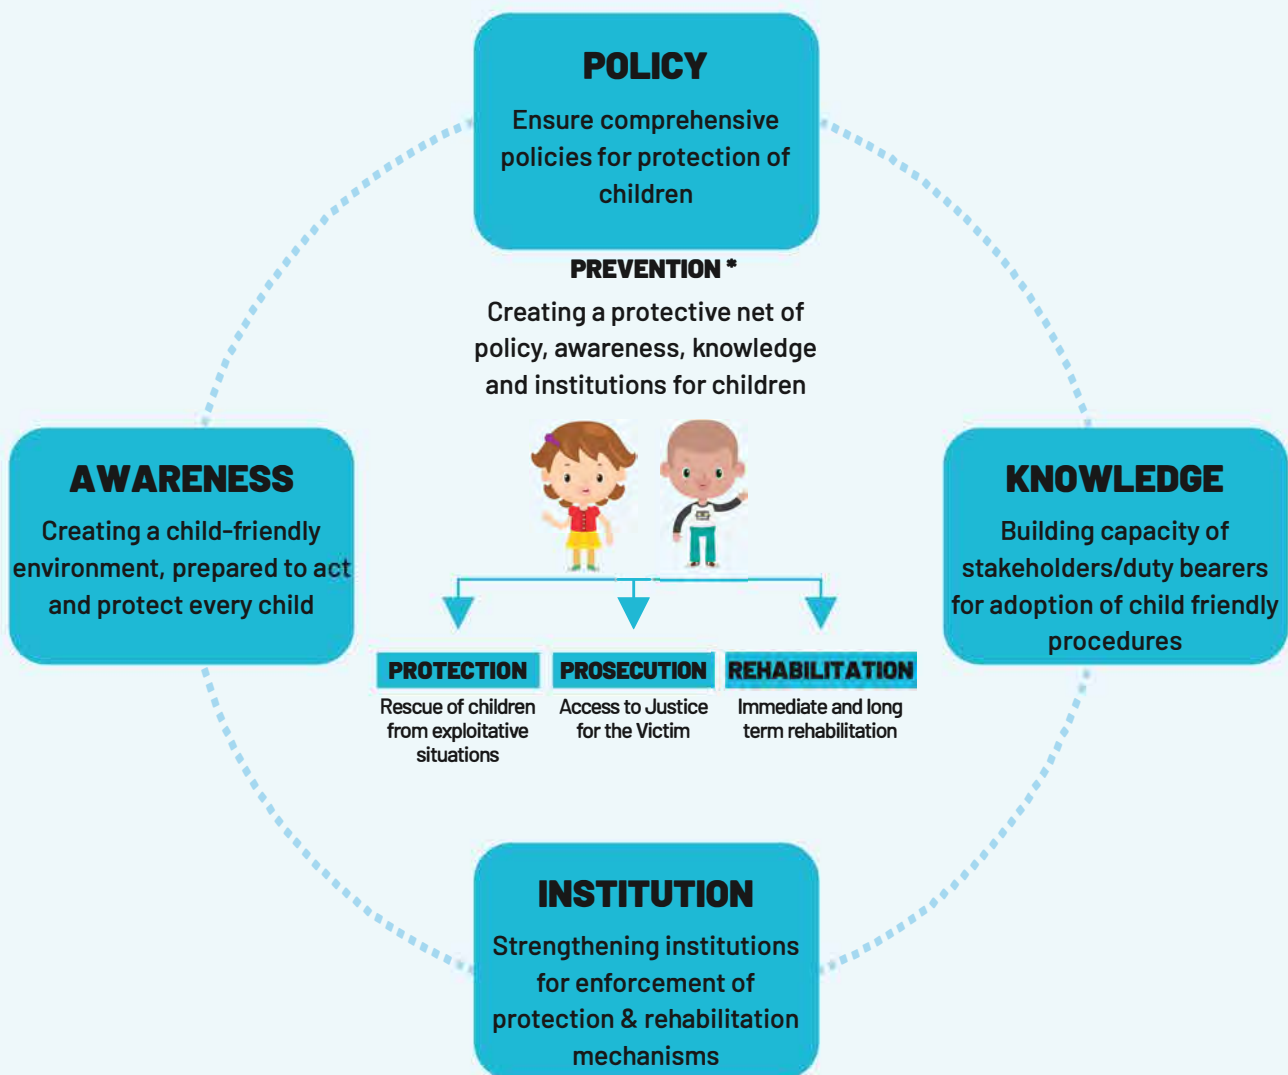 POLICY
Ensure comprehensive
policies for protection of
children
PREVENTION *
Creating a protective net of
policy, awareness, knowledge
and institutions for children
AWARENESS
Creating a child-friendly
environment, prepared to act
and protect every child
KNOWLEDGE
Building capacity of
stakeholders/duty bearers
for adoption of child friendly
procedures
PROTECTION
Rescue of children
from exploitative
situations
PROSECUTION
Access to Justice
for the Victim
REHABILITATION
Immediate and long
term rehabilitation
INSTITUTION
Strengthening institutions
for enforcement of
protection & rehabilitation
mechanisms